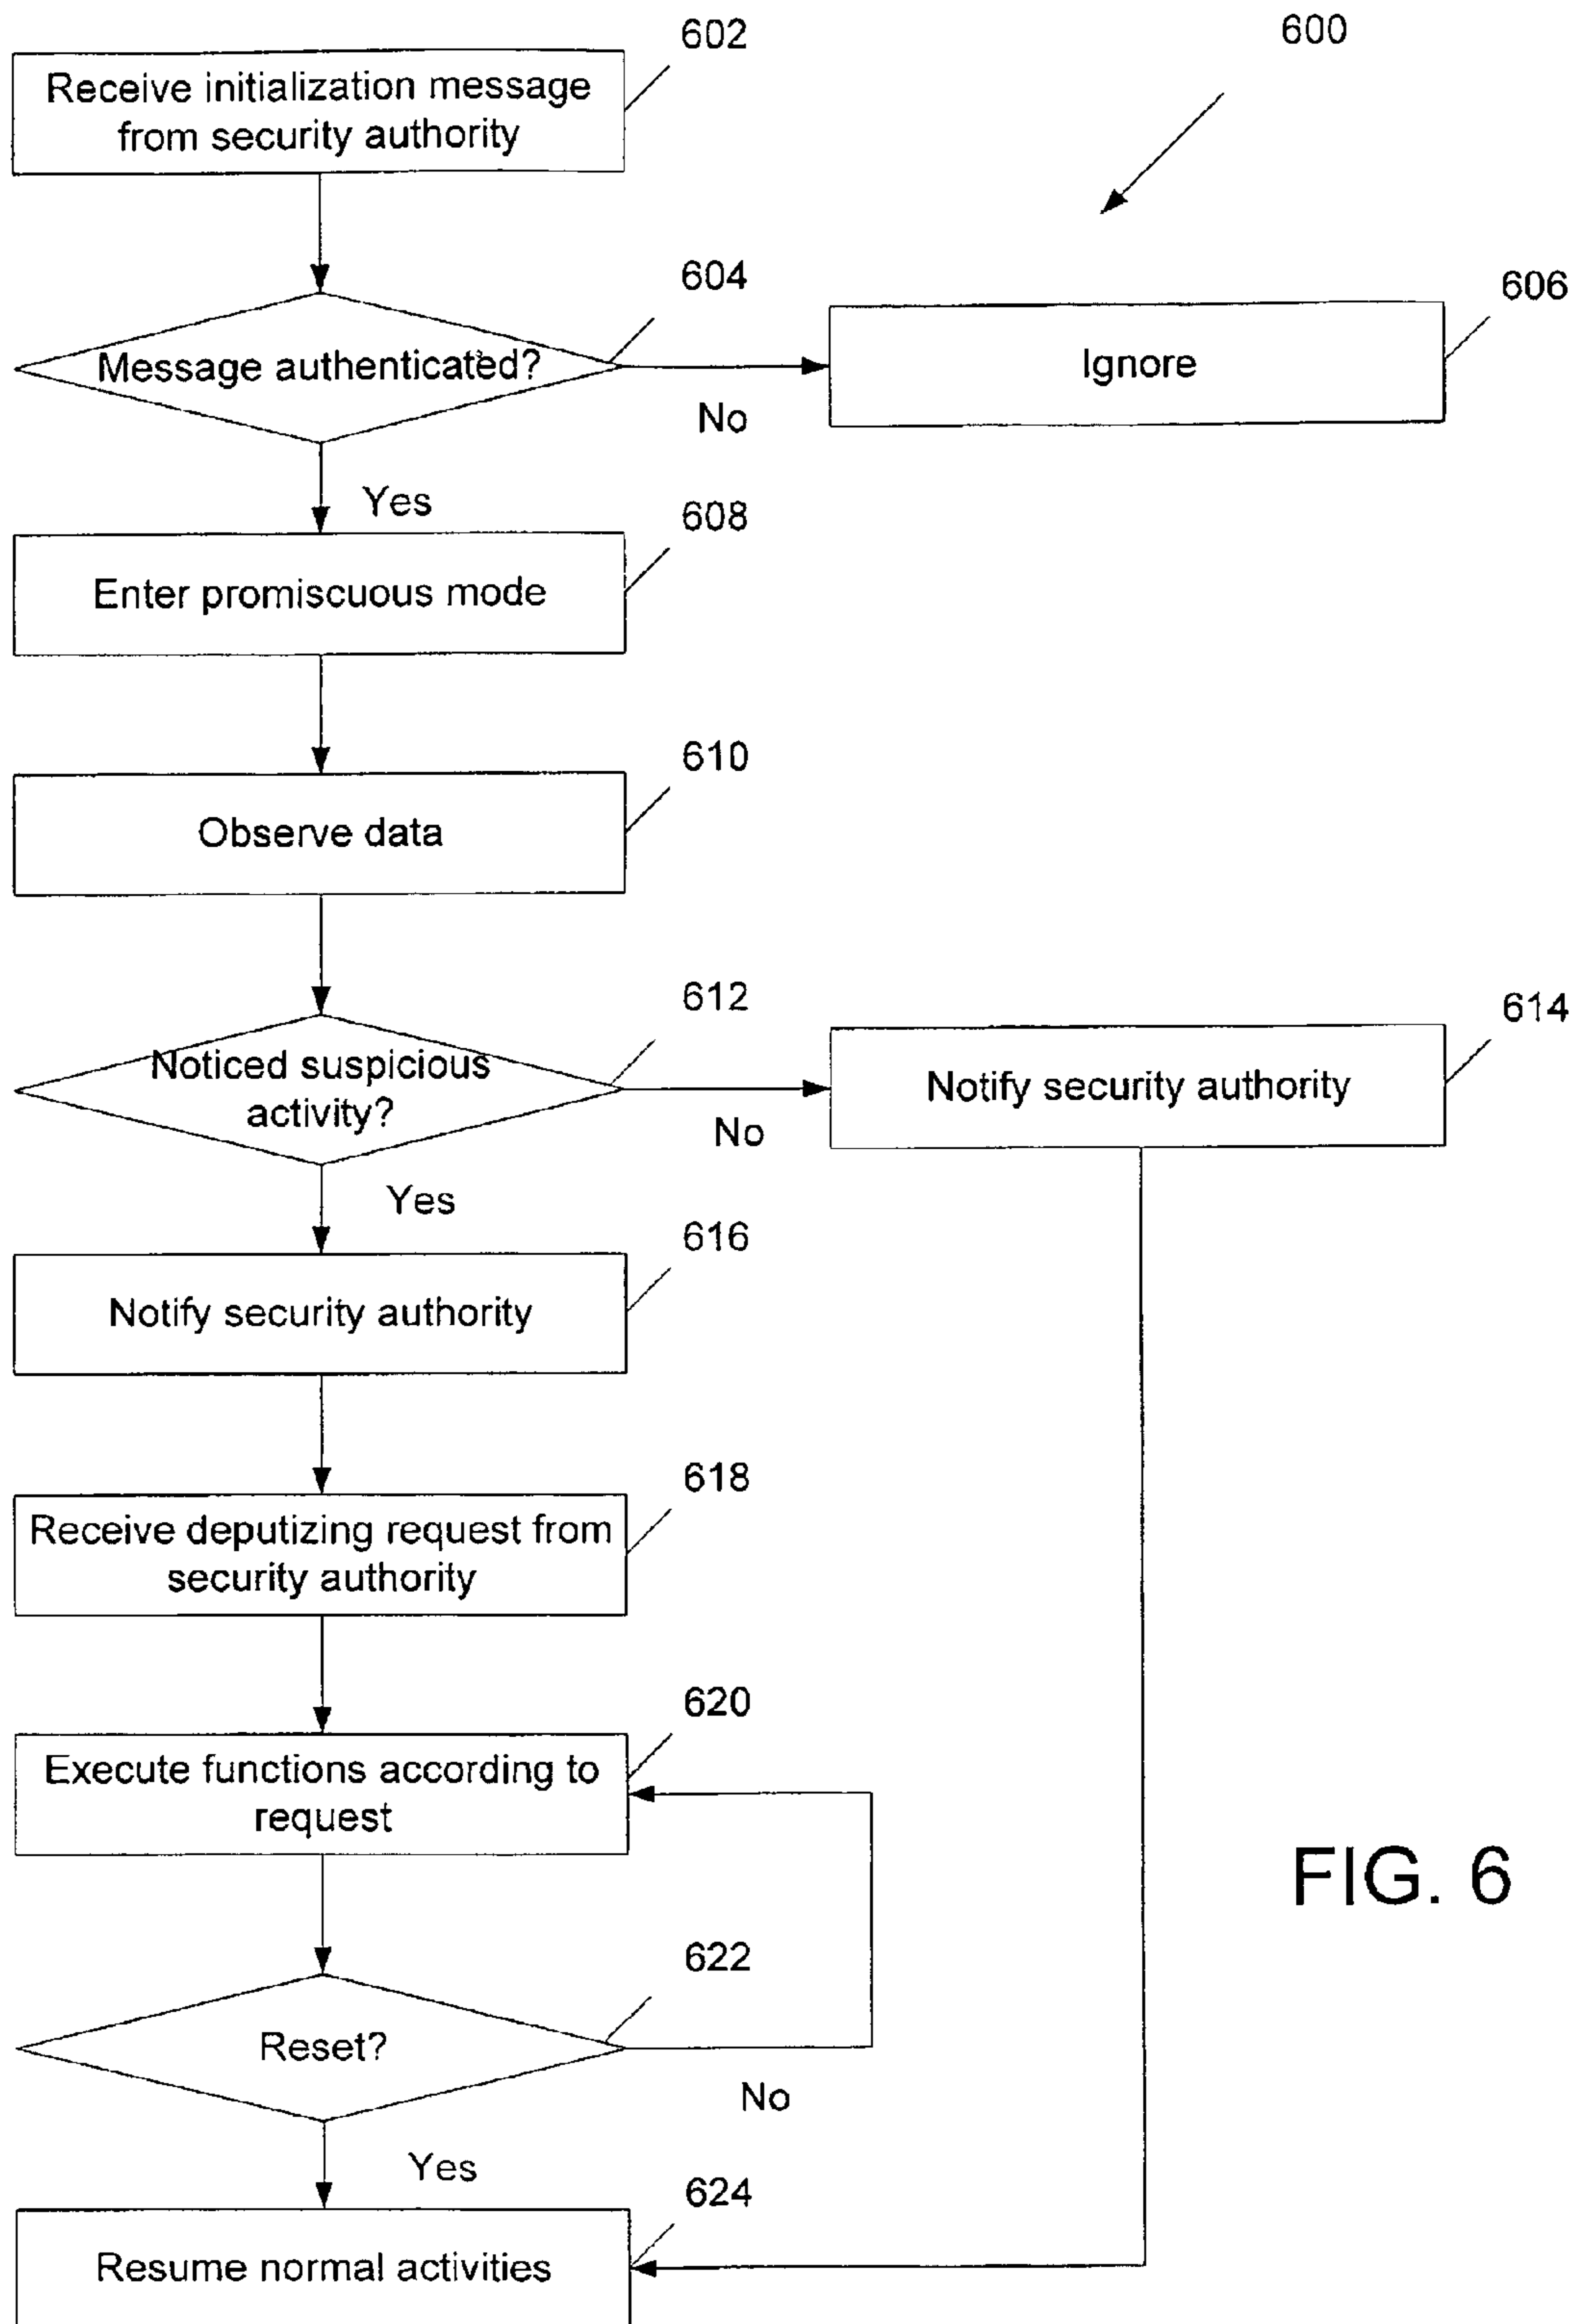 602
600
Receive initialization message
from security authority
604
606
Message authenticated?
Ignore
No
Yes
608
Enter promiscuous mode
610
Observe data
612
614
Noticed suspicious
activity?
Notify security authority
No
Yes
616
Notify security authority
618
Receive deputizing request from
security authority
620
Execute functions according to
request
FIG. 6
622
Reset?
No
Yes
624
Resume normal activities